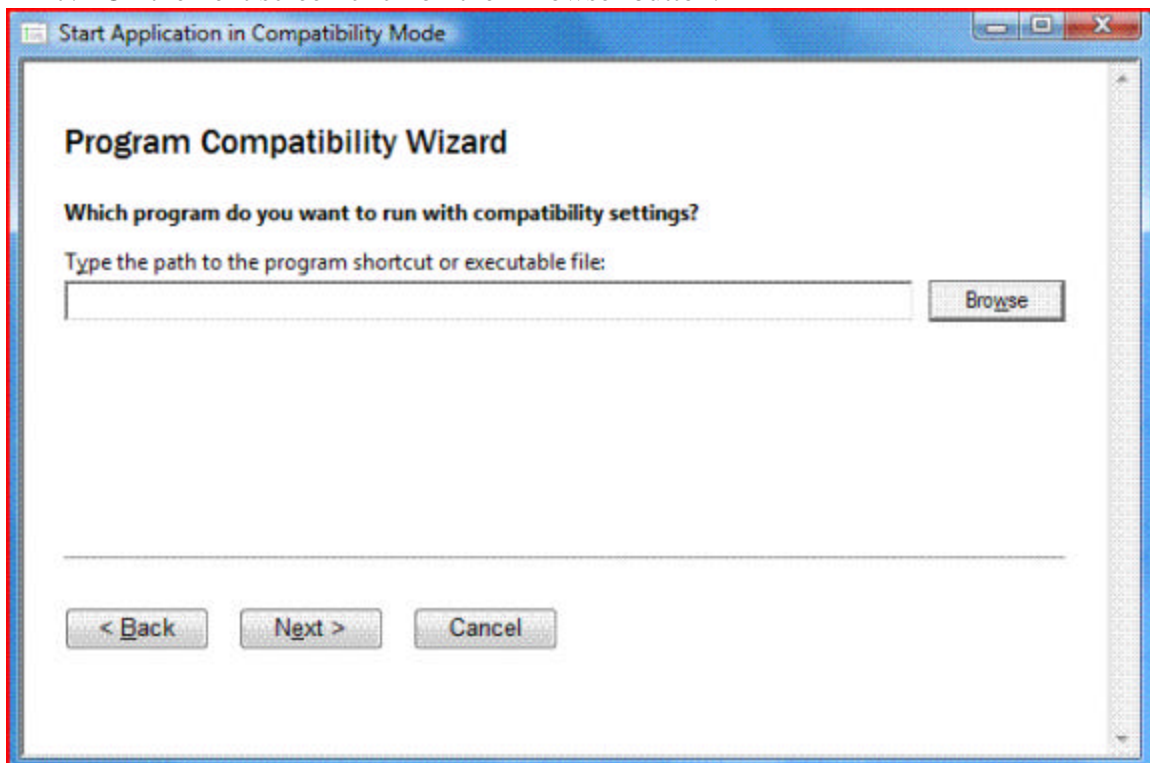 Start Application in Compatibility Mode
Program Compatibility Wizard
Which program do you want to run with compatibility settings?
Type the path to the program shortcut or executable file:
Browse
< Back Next > Cancel